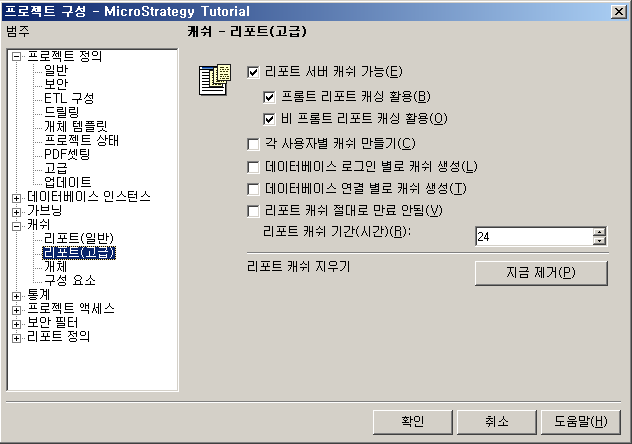 프로젝트 구성 - MicroStrategy Tutorial
범주
프로젝트 정의
일반
보안
ETL 구성
드릴링
개체 템플릿
프로젝트 상태
PDF셋팅
고급
업데이트
데이터베이스 인스턴스
가브닝
캐쉬
리포트(일반)
리포트(고급)
개체
구성 요소
통계
프로젝트 액세스
보안 필터
리포트 정의
캐쉬 - 리포트(고급)
리포트 서버 캐쉬 가능(E)
프롬트 리포트 캐싱 활용(B)
비 프롬트 리포트 캐싱 활용(O)
각 사용자별 캐쉬 만들기(C)
데이터베이스 로그인 별로 캐쉬 생성(L)
데이터베이스 연결 별로 캐쉬 생성(T)
리포트 캐쉬 절대로 만료 안됨(V)
리포트 캐쉬 기간(시간)(R):
24
리포트 캐쉬 지우기
지금 제거(P)
확인
취소
도움말(H)